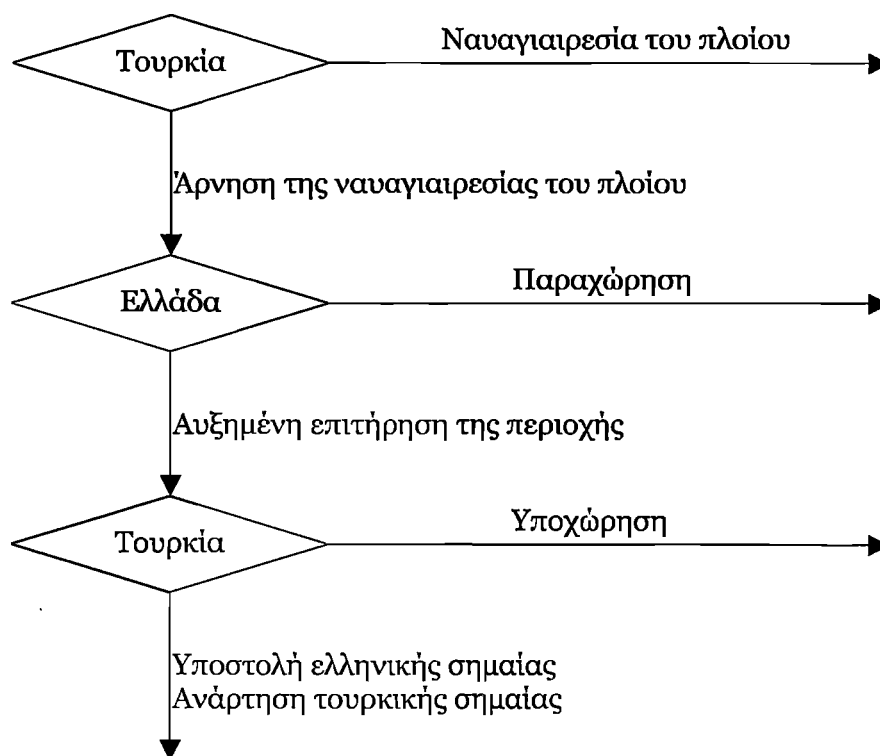 Ναυαγιαιρεσία του πλοίου
Τουρκία
Άρνηση της ναυαγιαιρεσίας του πλοίου
Παραχώρηση
Ελλάδα
Αυξημένη επιτήρηση της περιοχής
Υποχώρηση
Τουρκία
Υποστολή ελληνικής σημαίας
Ανάρτηση τουρκικής σημαίας